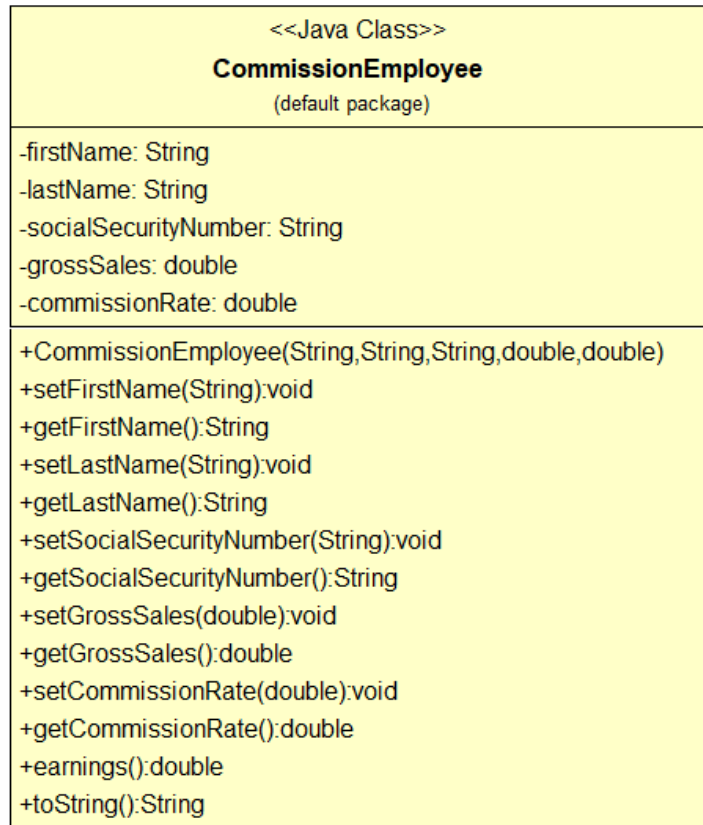 <<Java Class>>
CommissionEmployee
(default package)
-firstName: String
-lastName: String
-socialSecurityNumber: String
-grossSales: double
-commissionRate: double
+CommissionEmployee(String,String,String,double,double)
+setFirstName(String):void
+getFirstName():String
+setLastName(String):void
+getLastName():String
+setSocialSecurityNumber(String):void
+getSocialSecurityNumber():String
+setGrossSales(double):void
+getGrossSales():double
+setCommissionRate(double):void
+getCommissionRate():double
+earnings():double
+toString():String